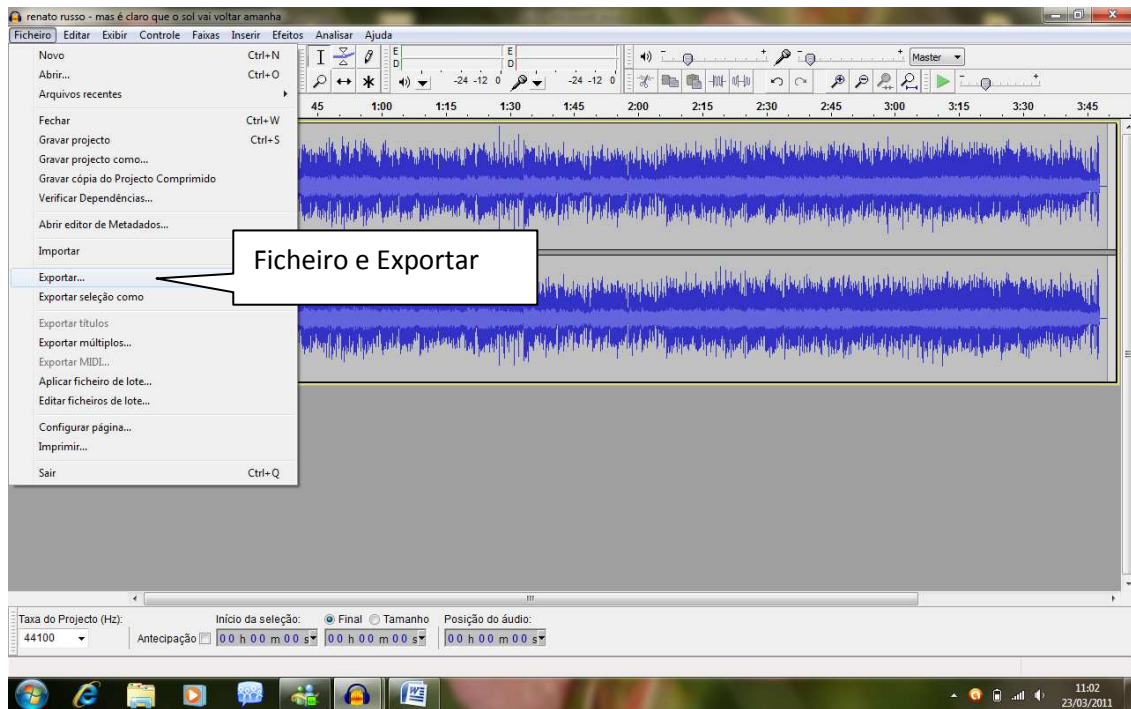 renato russo - mas é claro que o sol vai voltar amanha
Ficheiro Editar Exibir Controle Faixas Inserir Efeitos Analisar Ajuda
Novo Ctrl+N
Abrir... Ctrl+O
Arquivos recentes
Fechar Ctrl+W
Gravar projecto Ctrl+S
Gravar projecto como...
Gravar cópia do Projecto Comprimido
Verificar Dependências...
Abrir editor de Metadados...
Importar
Exportar...
Exportar seleção como
Exportar títulos
Exportar múltiplos...
Exportar MIDI...
Aplicar ficheiro de lote...
Editar ficheiros de lote...
Configurar página...
Imprimir...
Sair Ctrl+Q
E
D
E
D
-24 -12 0
-24 -12 0
Master
45 1:00 1:15 1:30 1:45 2:00 2:15 2:30 2:45 3:00 3:15 3:30 3:45
Ficheiro e Exportar
Taxa do Projecto (Hz): Início da seleção: Final Tamanho Posição do áudio:
44100 Antecipação 00 h 00 m 00 s 00 h 00 m 00 s 00 h 00 m 00 s
11:02
23/03/2011